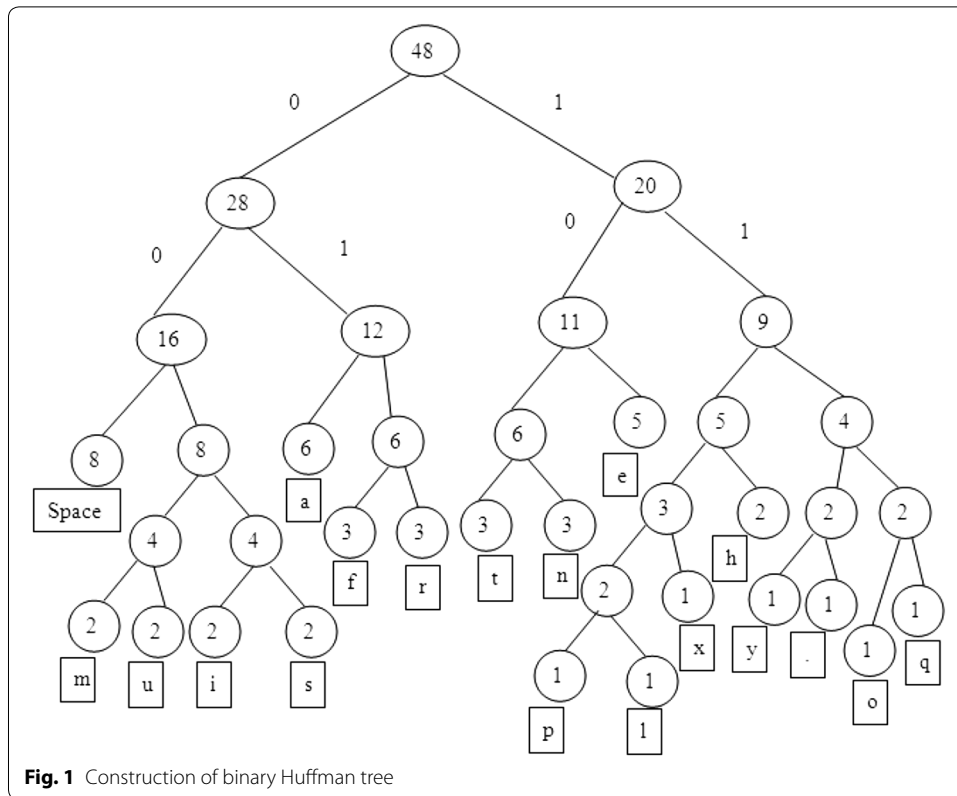 48
0 1
28 20
0 1 0 1
16 12 11 9
8 8 6 6 6 5 5 4
Space a e
4 4 3 3 3 3 3 2 2 2
f r t n h
2 2 2 2 2 1 1 1 1
m u i s x y . q
1 1 1
p l o
Fig. 1 Construction of binary Huffman tree